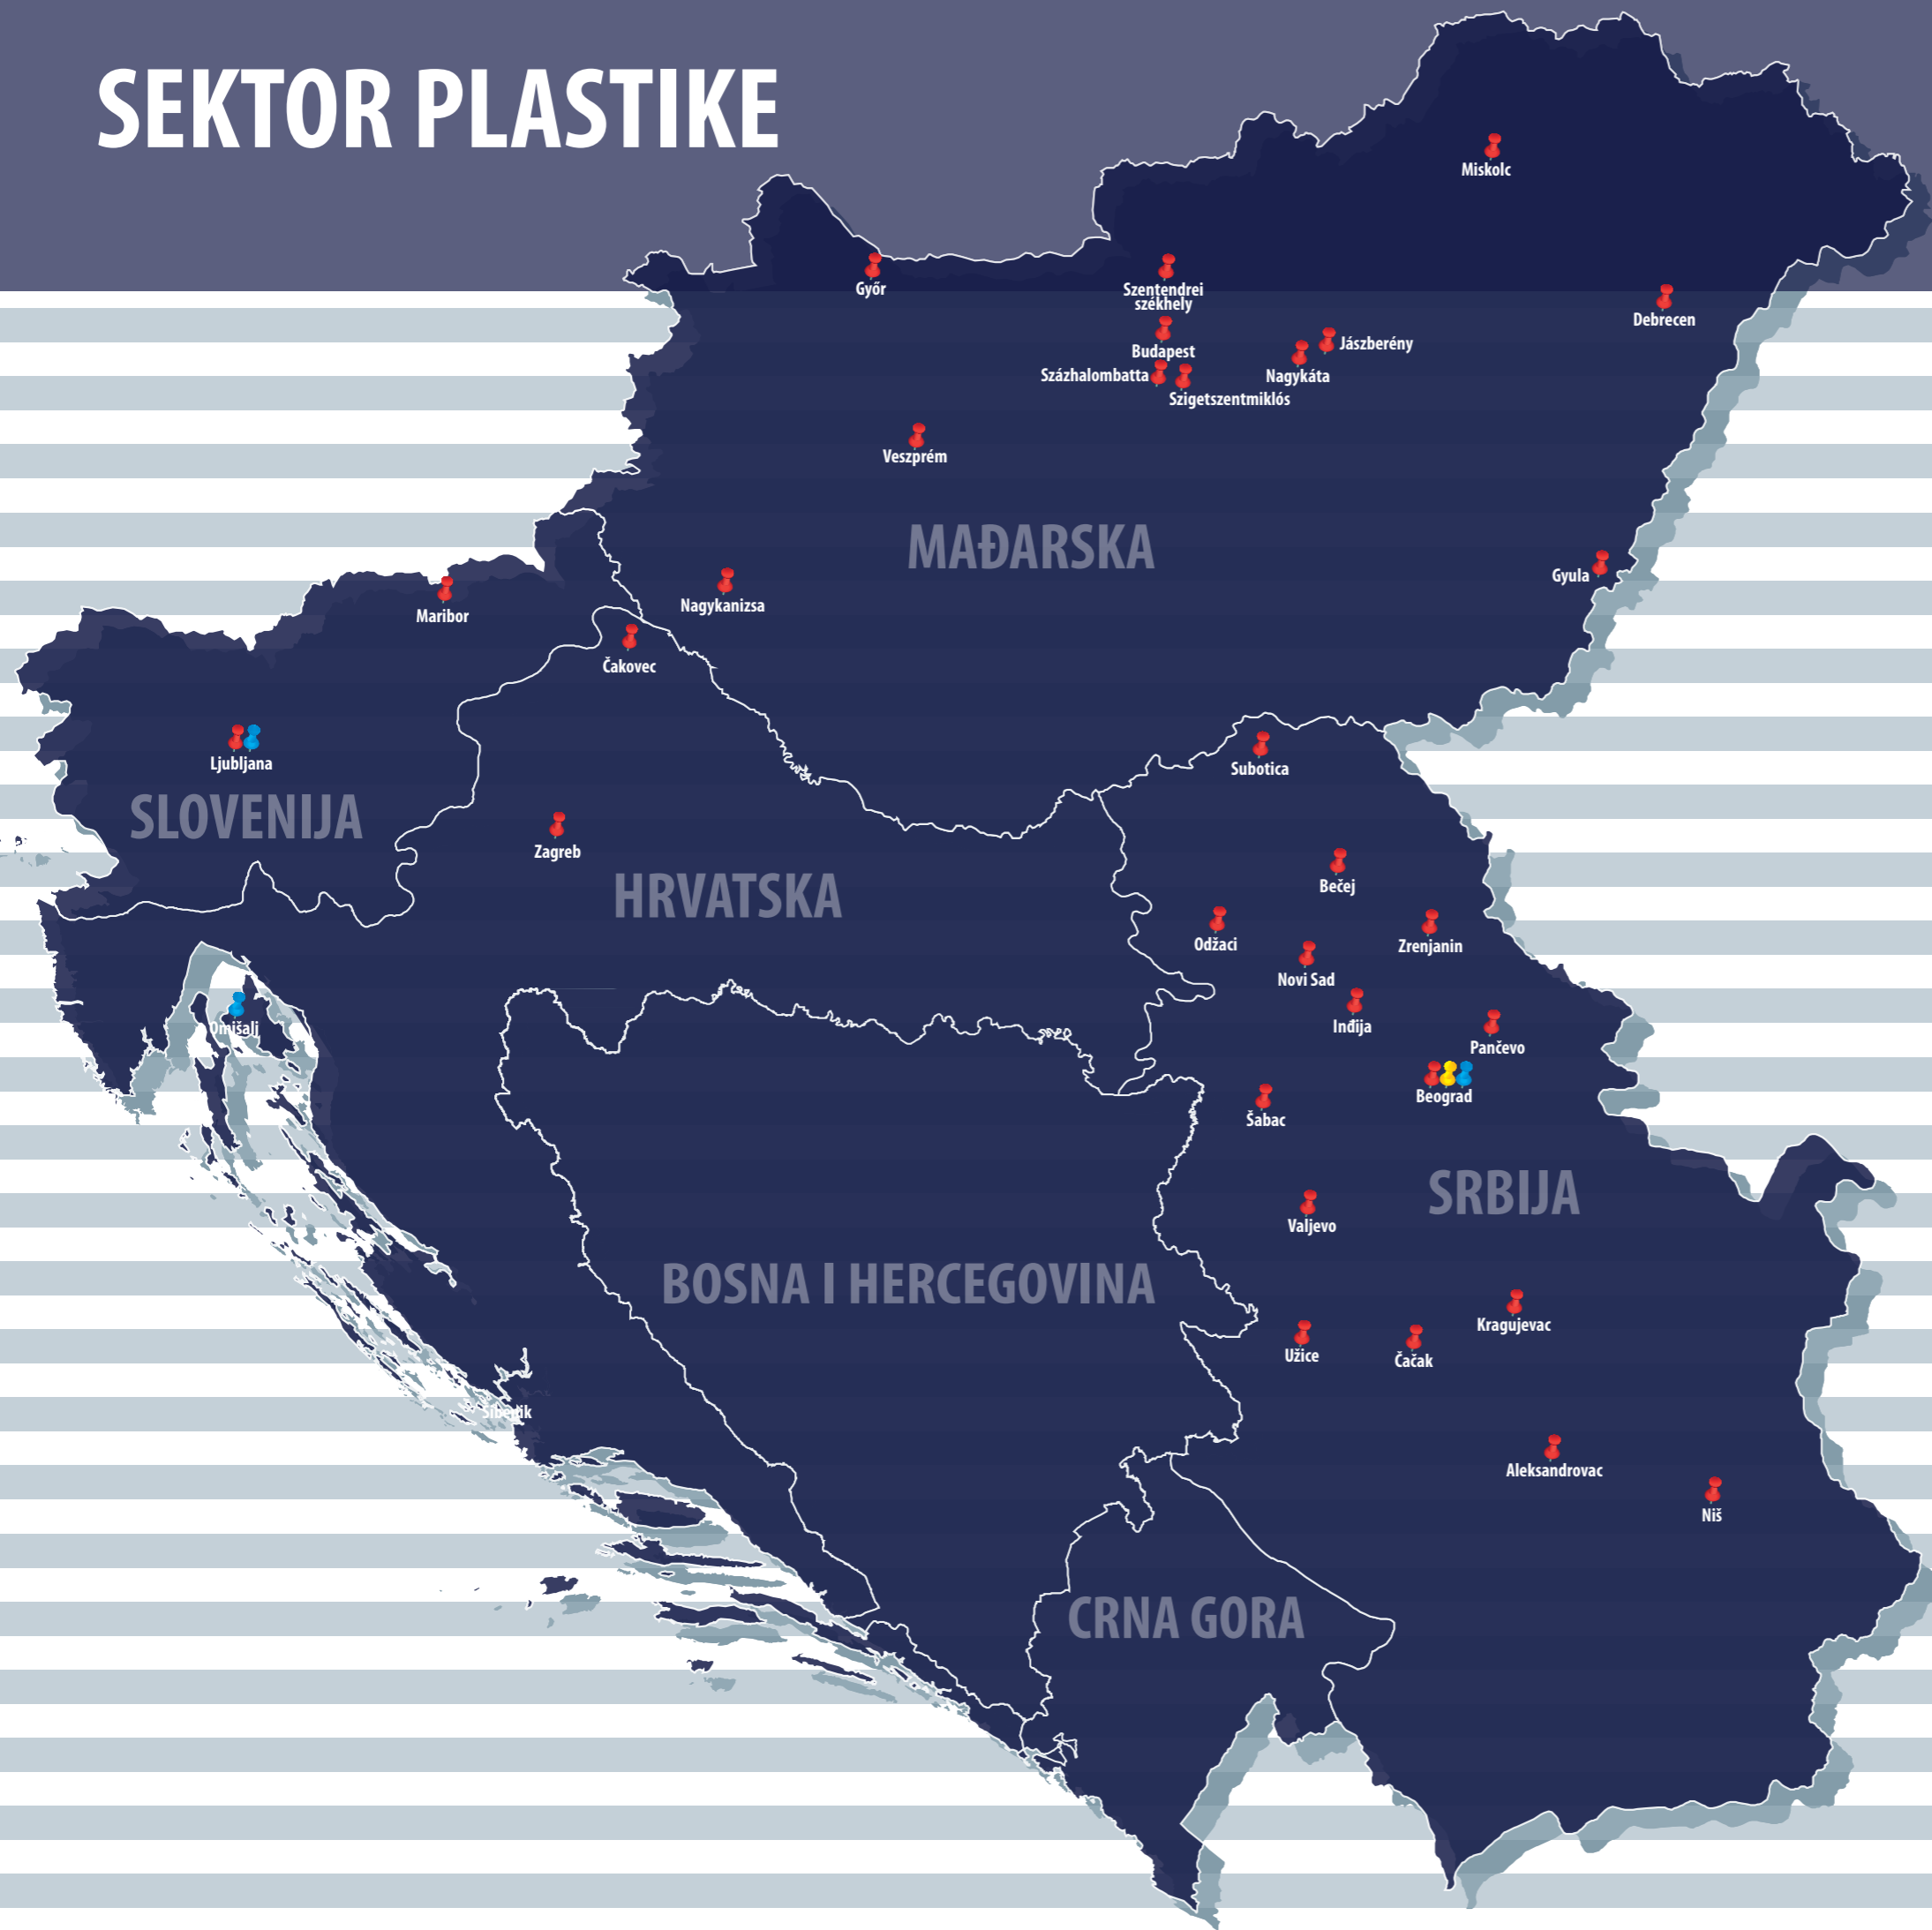 SEKTOR PLASTIKE
Miskolc
Győr
Szentendrei
székhely
Debrecen
Budapest
Jászberény
Nagykáta
Százhalombatta
Szigetszentmiklós
Veszprém
MAĐARSKA
Gyula
Nagykanizsa
Maribor
Čakovec
Ljubljana
Subotica
SLOVENIJA
Zagreb
HRVATSKA
Bečej
Odžaci
Zrenjanin
Novi Sad
Inđija
Omišalj
Pančevo
Beograd
Šabac
SRBIJA
Valjevo
BOSNA I HERCEGOVINA
Kragujevac
Užice
Čačak
Šibenik
Aleksandrovac
Niš
CRNA GORA